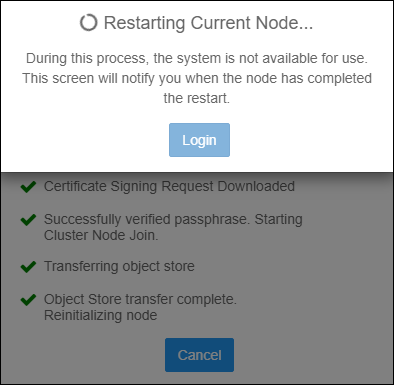 Restarting Current Node...
During this process, the system is not available for use.
This screen will notify you when the node has completed
the restart.
Login
Certificate Signing Request Downloaded
Successfully verified passphrase. Starting
Cluster Node Join.
Transferring object store
Object Store transfer complete.
Reinitializing node
Cancel